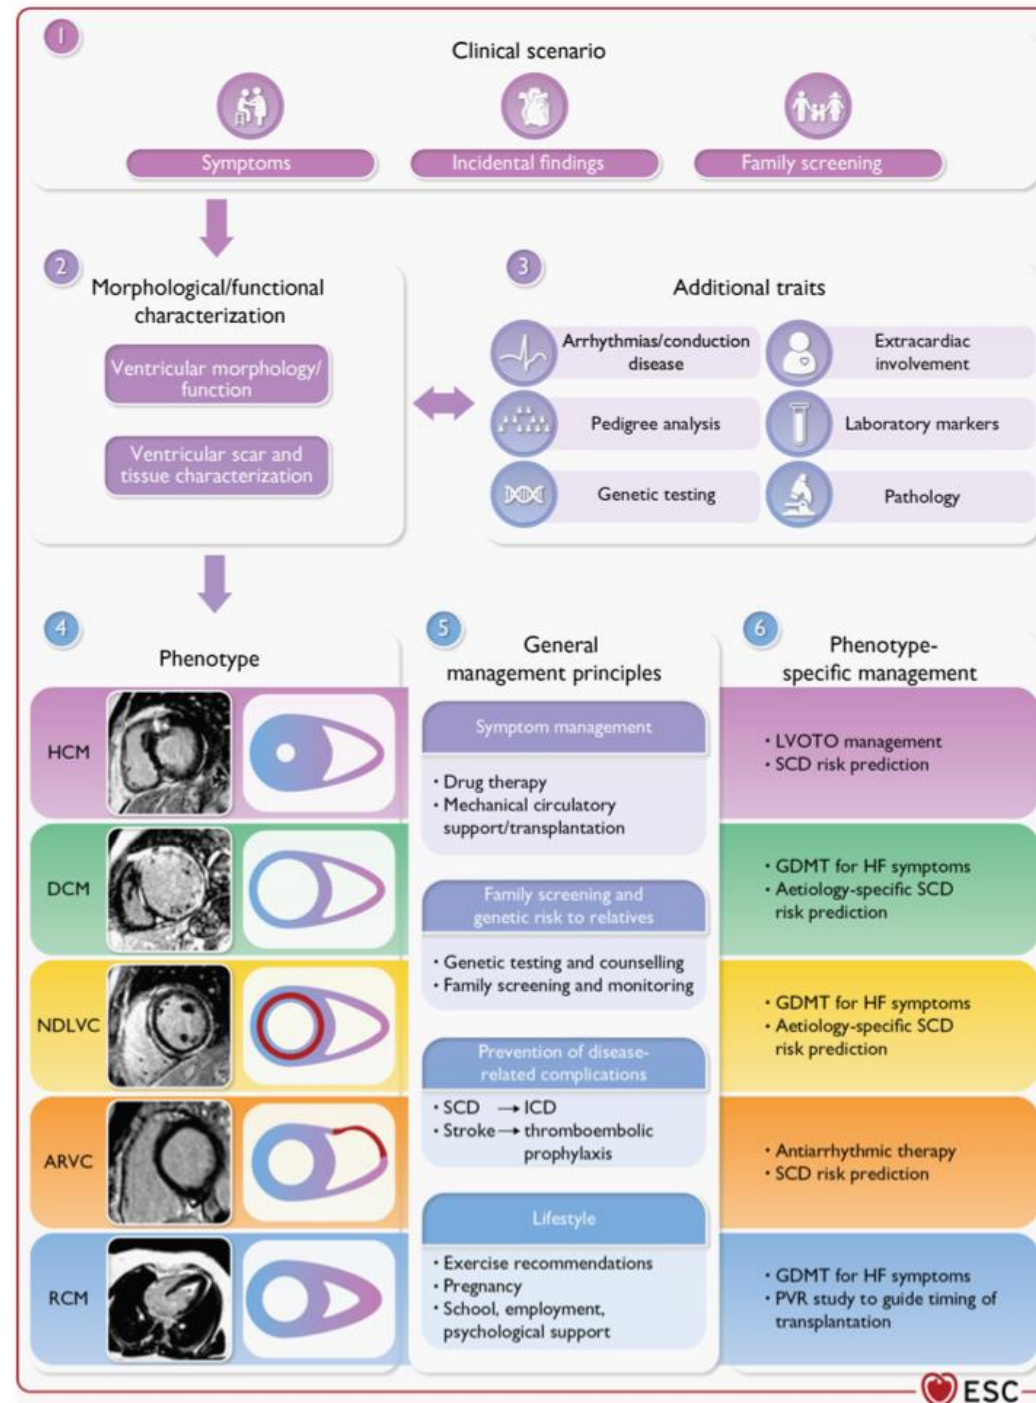 1
Clinical scenario
Symptoms
Incidental findings
Family screening
2
Morphological/functional
characterization
Ventricular morphology/
function
Ventricular scar and
tissue characterization
3
Additional traits
Arrhythmias/conduction
disease
Extracardiac
involvement
Pedigree analysis
Laboratory markers
Genetic testing
Pathology
4
Phenotype
HCM
DCM
NDLVC
ARVC
RCM
5
General
management principles
Symptom management
• Drug therapy
• Mechanical circulatory
support/transplantation
Family screening and
genetic risk to relatives
• Genetic testing and counselling
• Family screening and monitoring
Prevention of disease-
related complications
• SCD → ICD
• Stroke → thromboembolic
prophylaxis
Lifestyle
• Exercise recommendations
• Pregnancy
• School, employment,
psychological support
6
Phenotype-
specific management
• LVOTO management
• SCD risk prediction
• GDMT for HF symptoms
• Aetiology-specific SCD
risk prediction
• GDMT for HF symptoms
• Aetiology-specific SCD
risk prediction
• Antiarrhythmic therapy
• SCD risk prediction
• GDMT for HF symptoms
• PVR study to guide timing of
transplantation
ESC